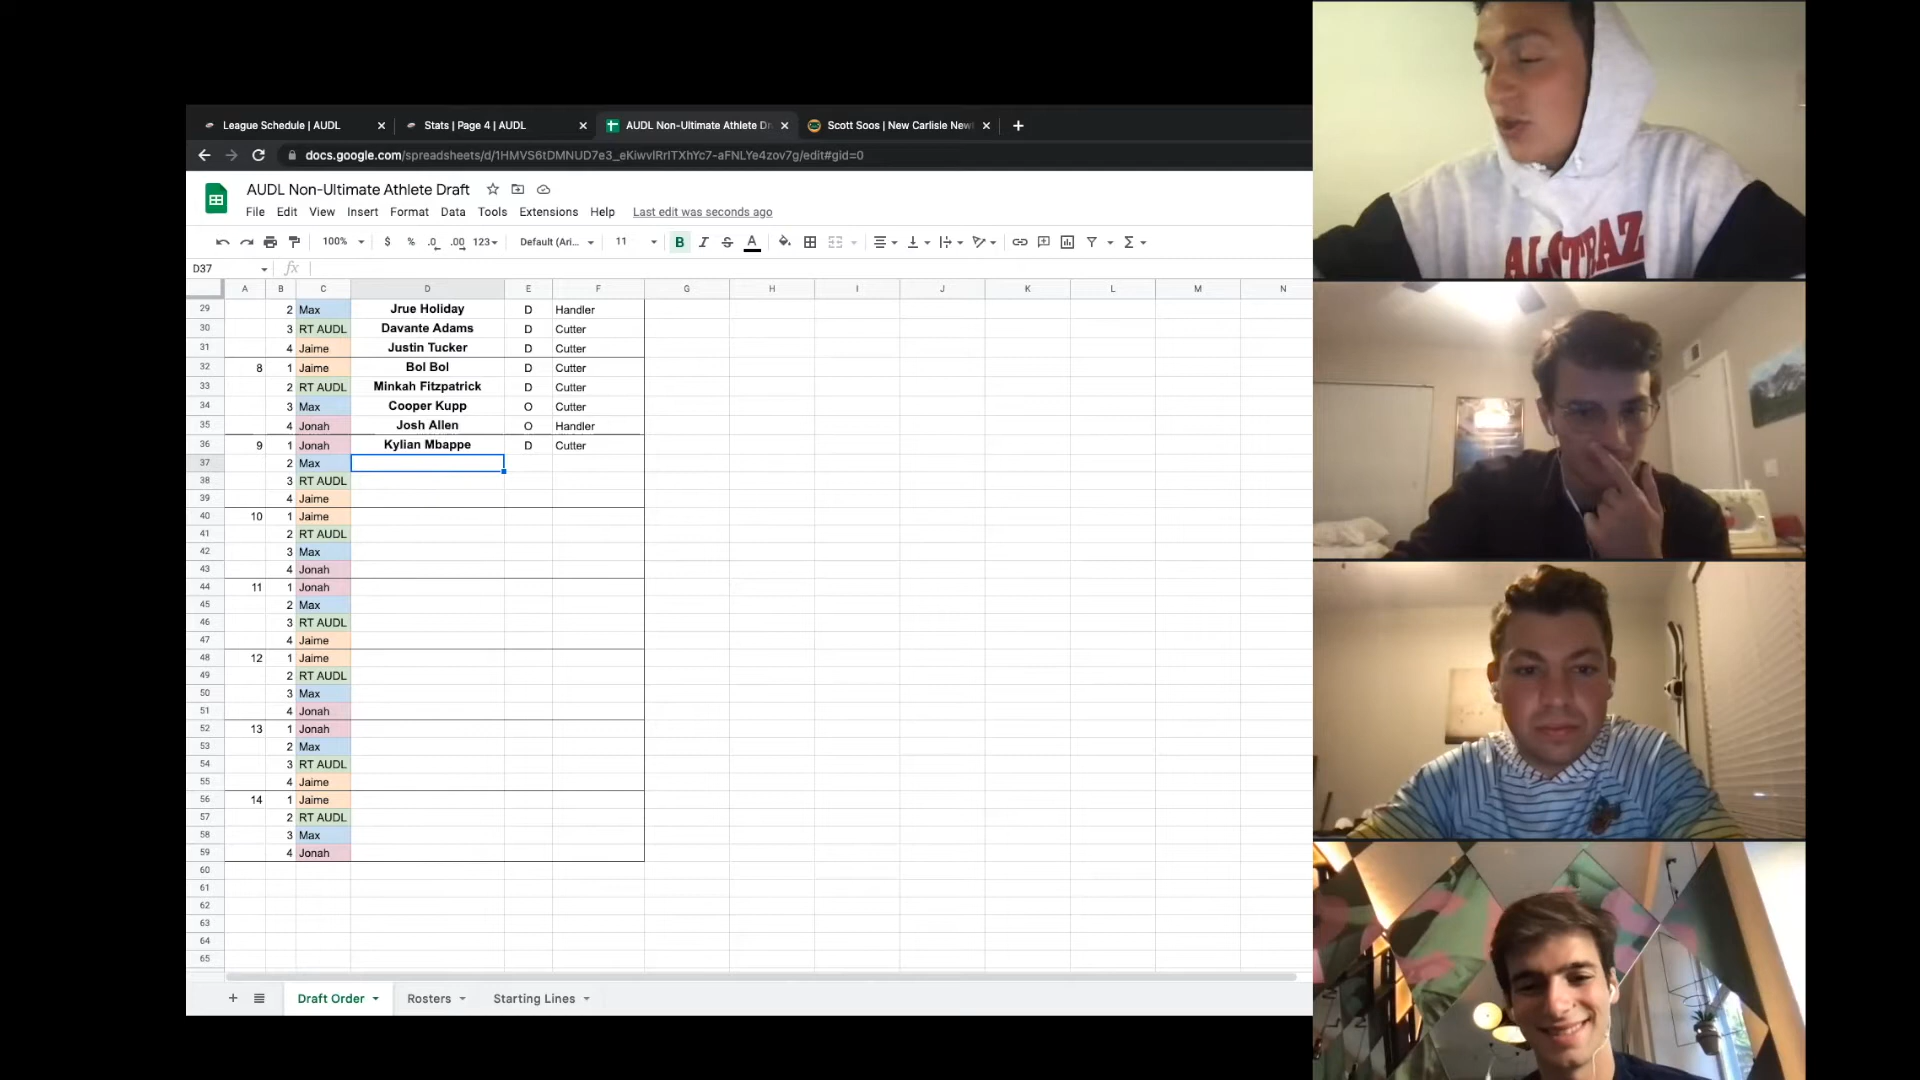 League Schedule | AUDL
Stats | Page 4 | AUDL
AUDL Non-Ultimate Athlete D
Scott Soos | New Carlisle New
docs.google.com/spreadsheets/d/1HMVS6tDMNUD7e3_eKiwvlRrITXhYc7-aFNLYe4zov7g/edit#gid=0
AUDL Non-Ultimate Athlete Draft
File Edit View Insert Format Data Tools Extensions Help Last edit was seconds ago
100% $ % .0 .00 123 Default (Ari... 11 B I S A
D37 fx
A B C D E F G H I J K L M N
29 2 Max Jrue Holiday D Handler
30 3 RT AUDL Davante Adams D Cutter
31 4 Jaime Justin Tucker D Cutter
32 8 1 Jaime Bol Bol D Cutter
33 2 RT AUDL Minkah Fitzpatrick D Cutter
34 3 Max Cooper Kupp O Cutter
35 4 Jonah Josh Allen O Handler
36 9 1 Jonah Kylian Mbappe D Cutter
37 2 Max
38 3 RT AUDL
39 4 Jaime
40 10 1 Jaime
41 2 RT AUDL
42 3 Max
43 4 Jonah
44 11 1 Jonah
45 2 Max
46 3 RT AUDL
47 4 Jaime
48 12 1 Jaime
49 2 RT AUDL
50 3 Max
51 4 Jonah
52 13 1 Jonah
53 2 Max
54 3 RT AUDL
55 4 Jaime
56 14 1 Jaime
57 2 RT AUDL
58 3 Max
59 4 Jonah
60
61
62
63
64
65
Draft Order Rosters Starting Lines
ALCATRAZ